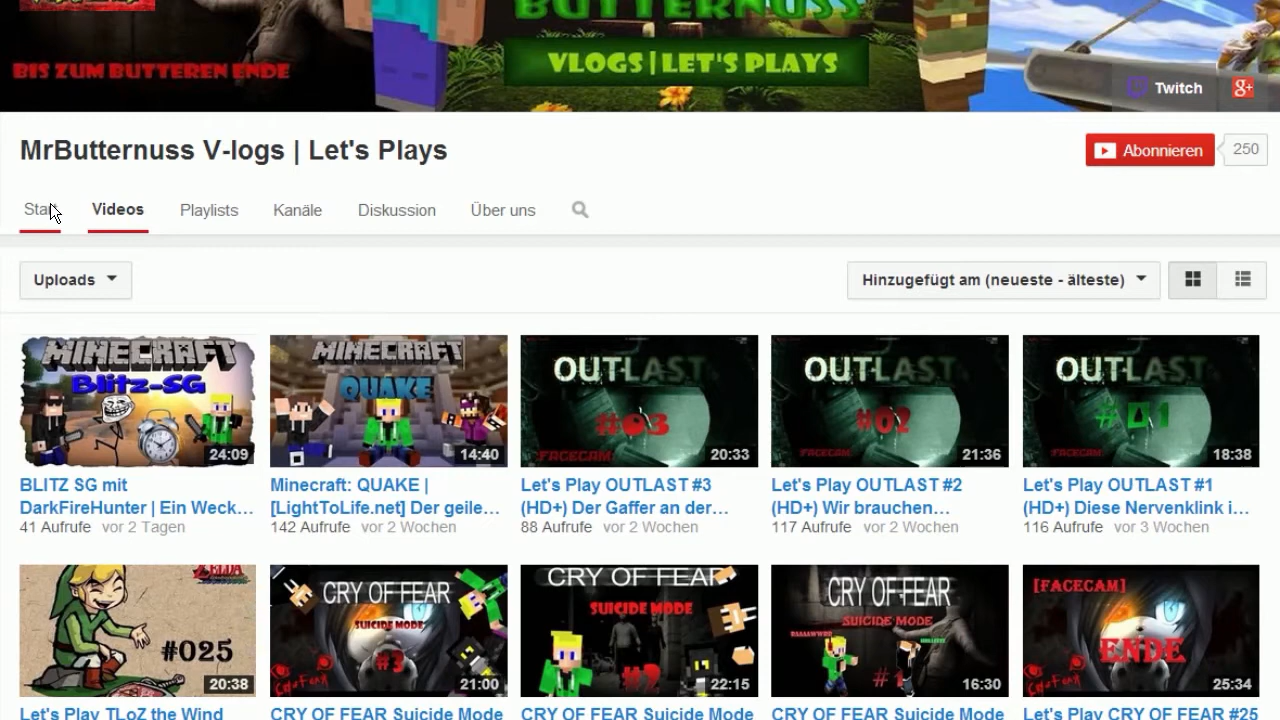 BUTTERNUSS
BIS ZUM BUTTEREN ENDE
VLOGS | LET'S PLAYS
Twitch
g+
MrButternuss V-logs | Let's Plays
Abonnieren
250
Videos
Playlists
Kanäle
Diskussion
Über uns
Uploads
Hinzugefügt am (neueste - älteste)
MINECRAFT
Blitz-SG
24:09
MINECRAFT
QUAKE
14:40
OUTLAST
#03
FACECAM
20:33
OUTLAST
#02
FACECAM
21:36
OUTLAST
#01
FACECAM
18:38
BLITZ SG mit
DarkFireHunter | Ein Weck...
41 Aufrufe vor 2 Tagen
Minecraft: QUAKE |
[LightToLife.net] Der geile...
142 Aufrufe vor 2 Wochen
Let's Play OUTLAST #3
(HD+) Der Gaffer an der...
88 Aufrufe vor 2 Wochen
Let's Play OUTLAST #2
(HD+) Wir brauchen...
117 Aufrufe vor 2 Wochen
Let's Play OUTLAST #1
(HD+) Diese Nervenklink i...
116 Aufrufe vor 3 Wochen
ZELDA
#025
20:38
CRY OF FEAR
SUICIDE MODE
#3
21:00
CRY OF FEAR
SUICIDE MODE
#2
22:15
CRY OF FEAR
SUICIDE MODE
#1
16:30
[FACECAM]
ENDE
Cry of Fear
25:34
Let's Play TLoZ the Wind
CRY OF FEAR Suicide Mode
CRY OF FEAR Suicide Mode
CRY OF FEAR Suicide Mode
Let's Play CRY OF FEAR #25